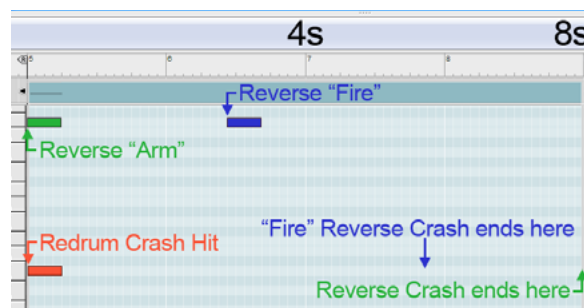 4s 8s
5 6 7 8
Reverse “Fire”
Reverse “Arm”
“Fire” Reverse Crash ends here
Redrum Crash Hit
Reverse Crash ends here